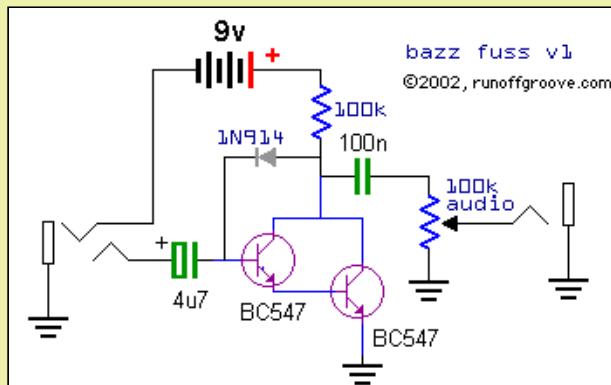 9v
+
bazz fuss v1
©2002, runoffgroove.com
100k
1N914
100n
100k
audio
+
4u7
BC547
BC547